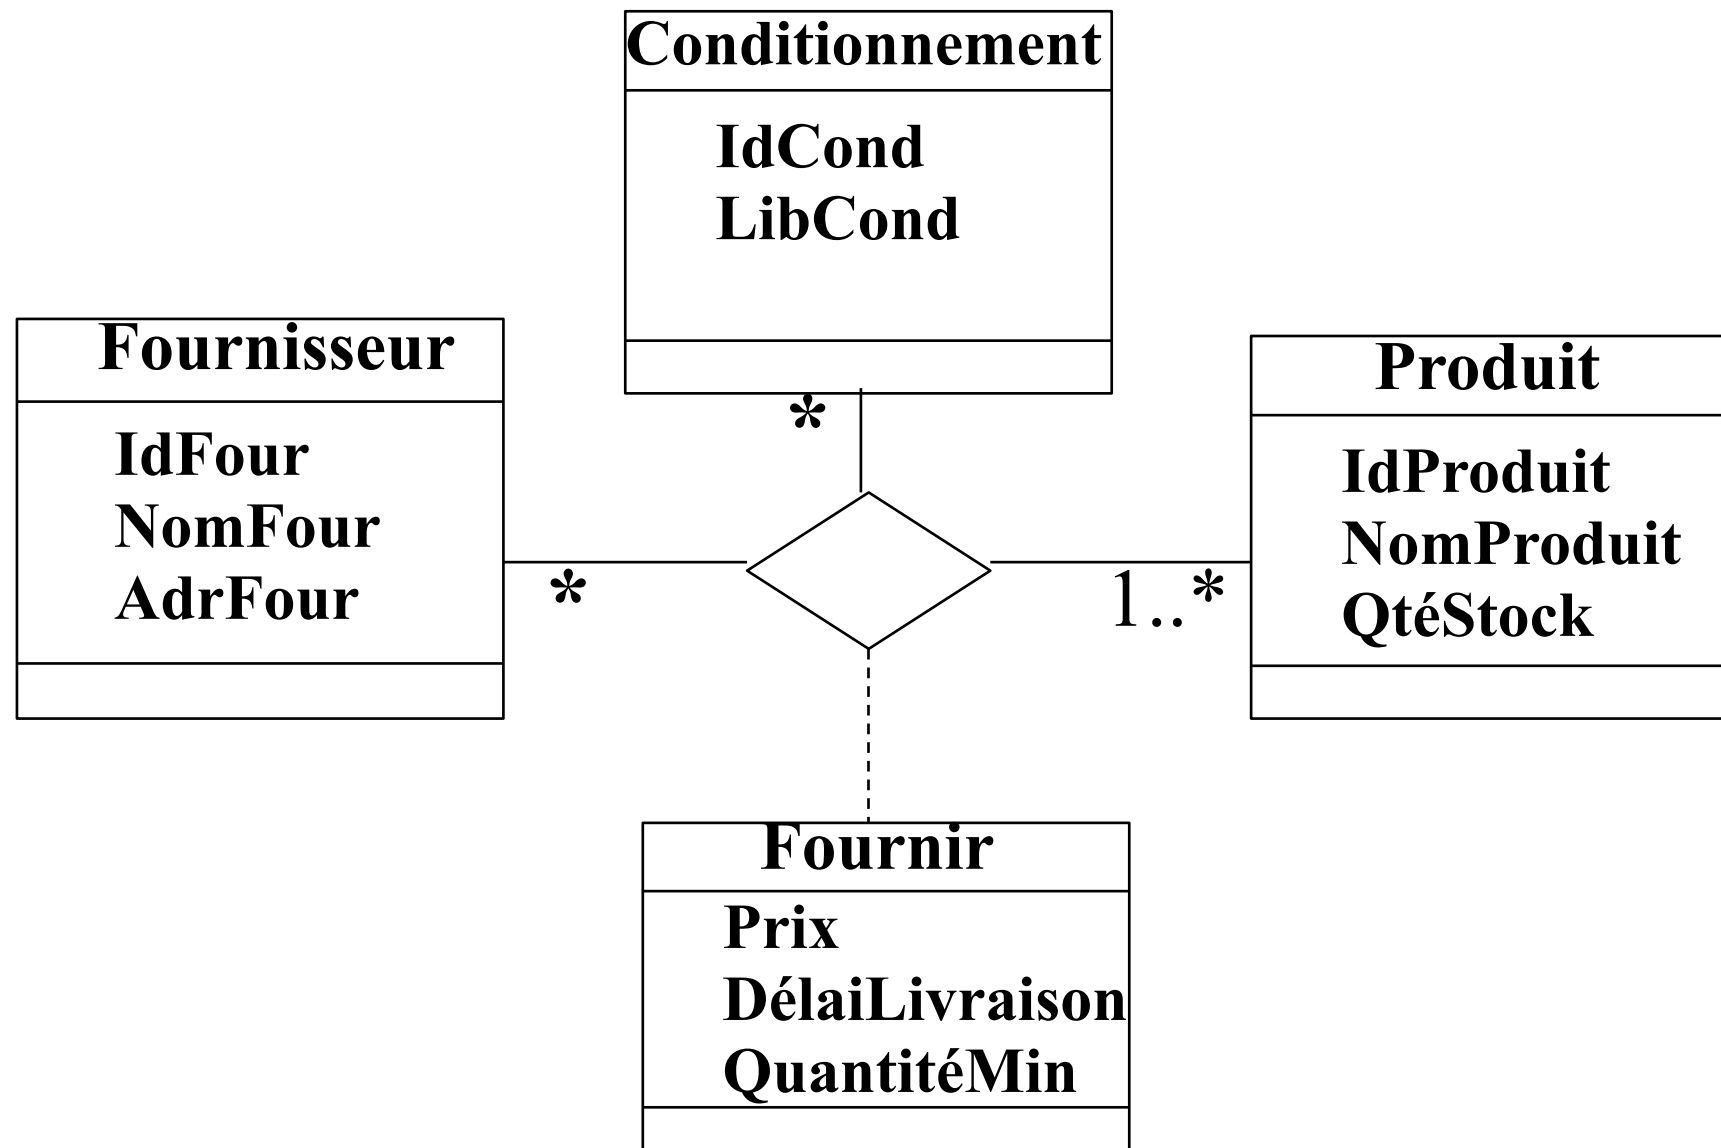 Conditionnement
IdCond
LibCond
*
Fournisseur
IdFour
NomFour
AdrFour
*
Produit
IdProduit
NomProduit
QtéStock
1..*
Fournir
Prix
DélaiLivraison
QuantitéMin